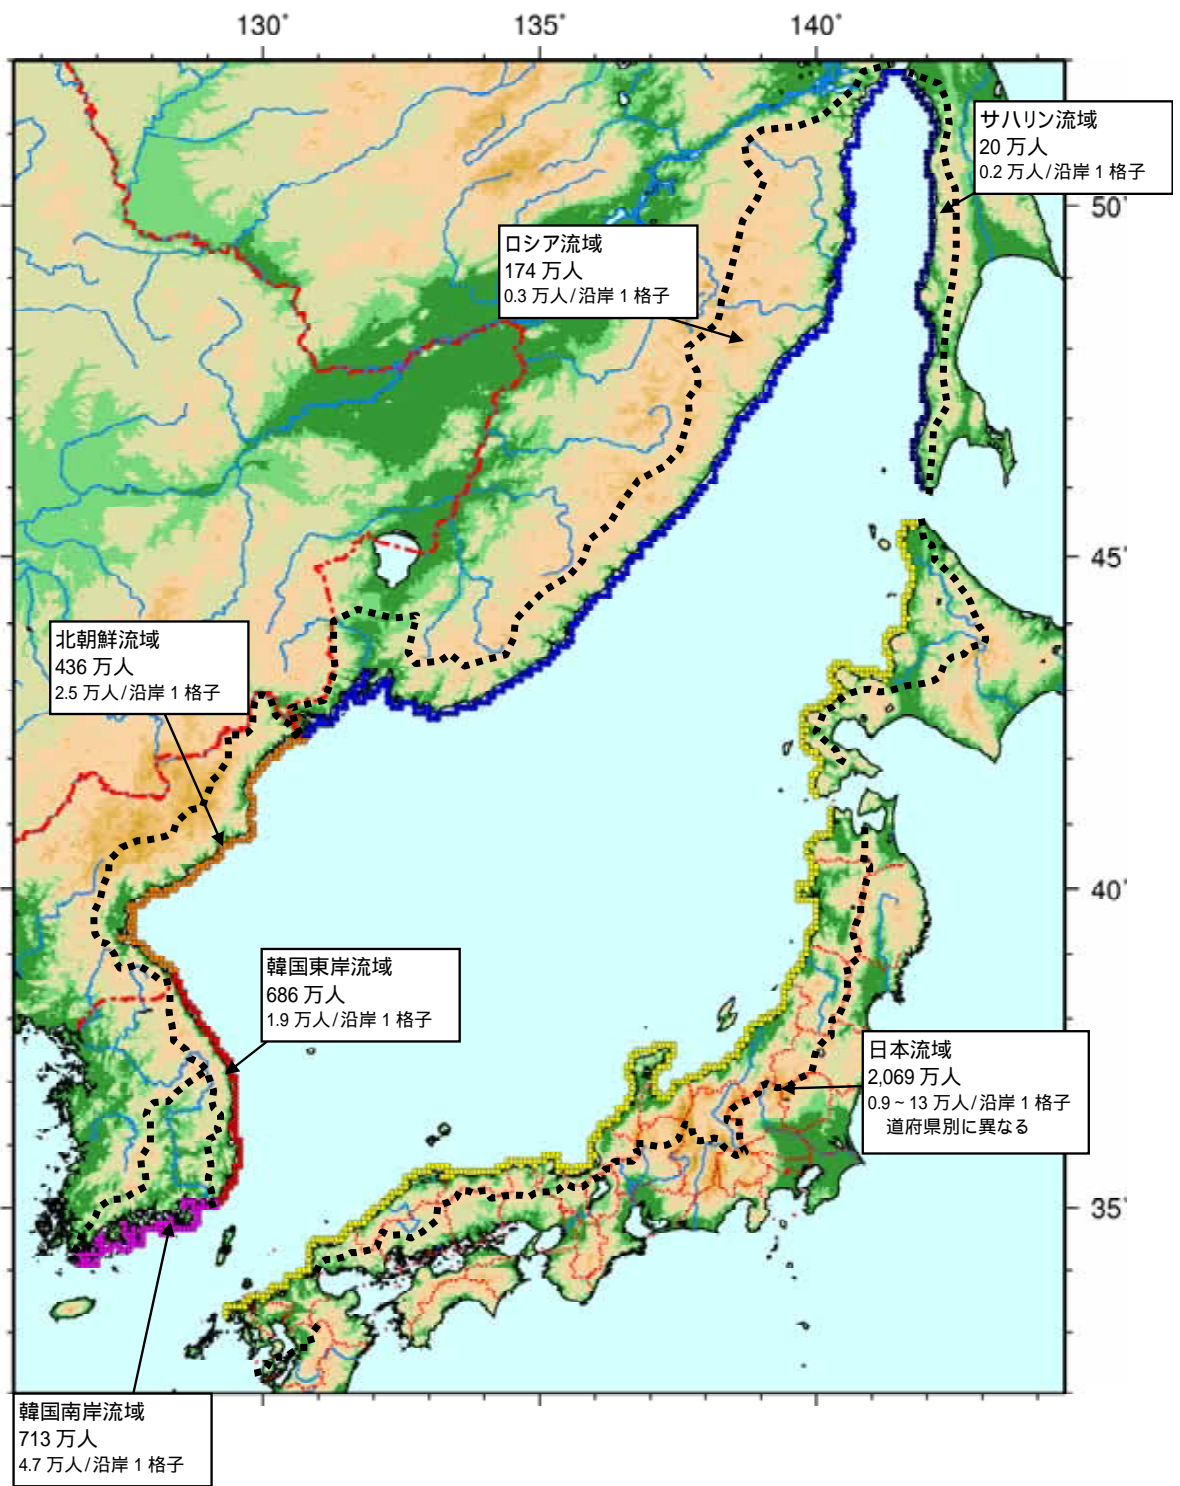 130°
135°
140°
サハリン流域
20 万人
0.2 万人/沿岸 1 格子
50°
ロシア流域
174 万人
0.3 万人/沿岸 1 格子
45°
北朝鮮流域
436 万人
2.5 万人/沿岸 1 格子
40°
韓国東岸流域
686 万人
1.9 万人/沿岸 1 格子
日本流域
2,069 万人
0.9～13 万人/沿岸 1 格子
道府県別に異なる
35°
韓国南岸流域
713 万人
4.7 万人/沿岸 1 格子